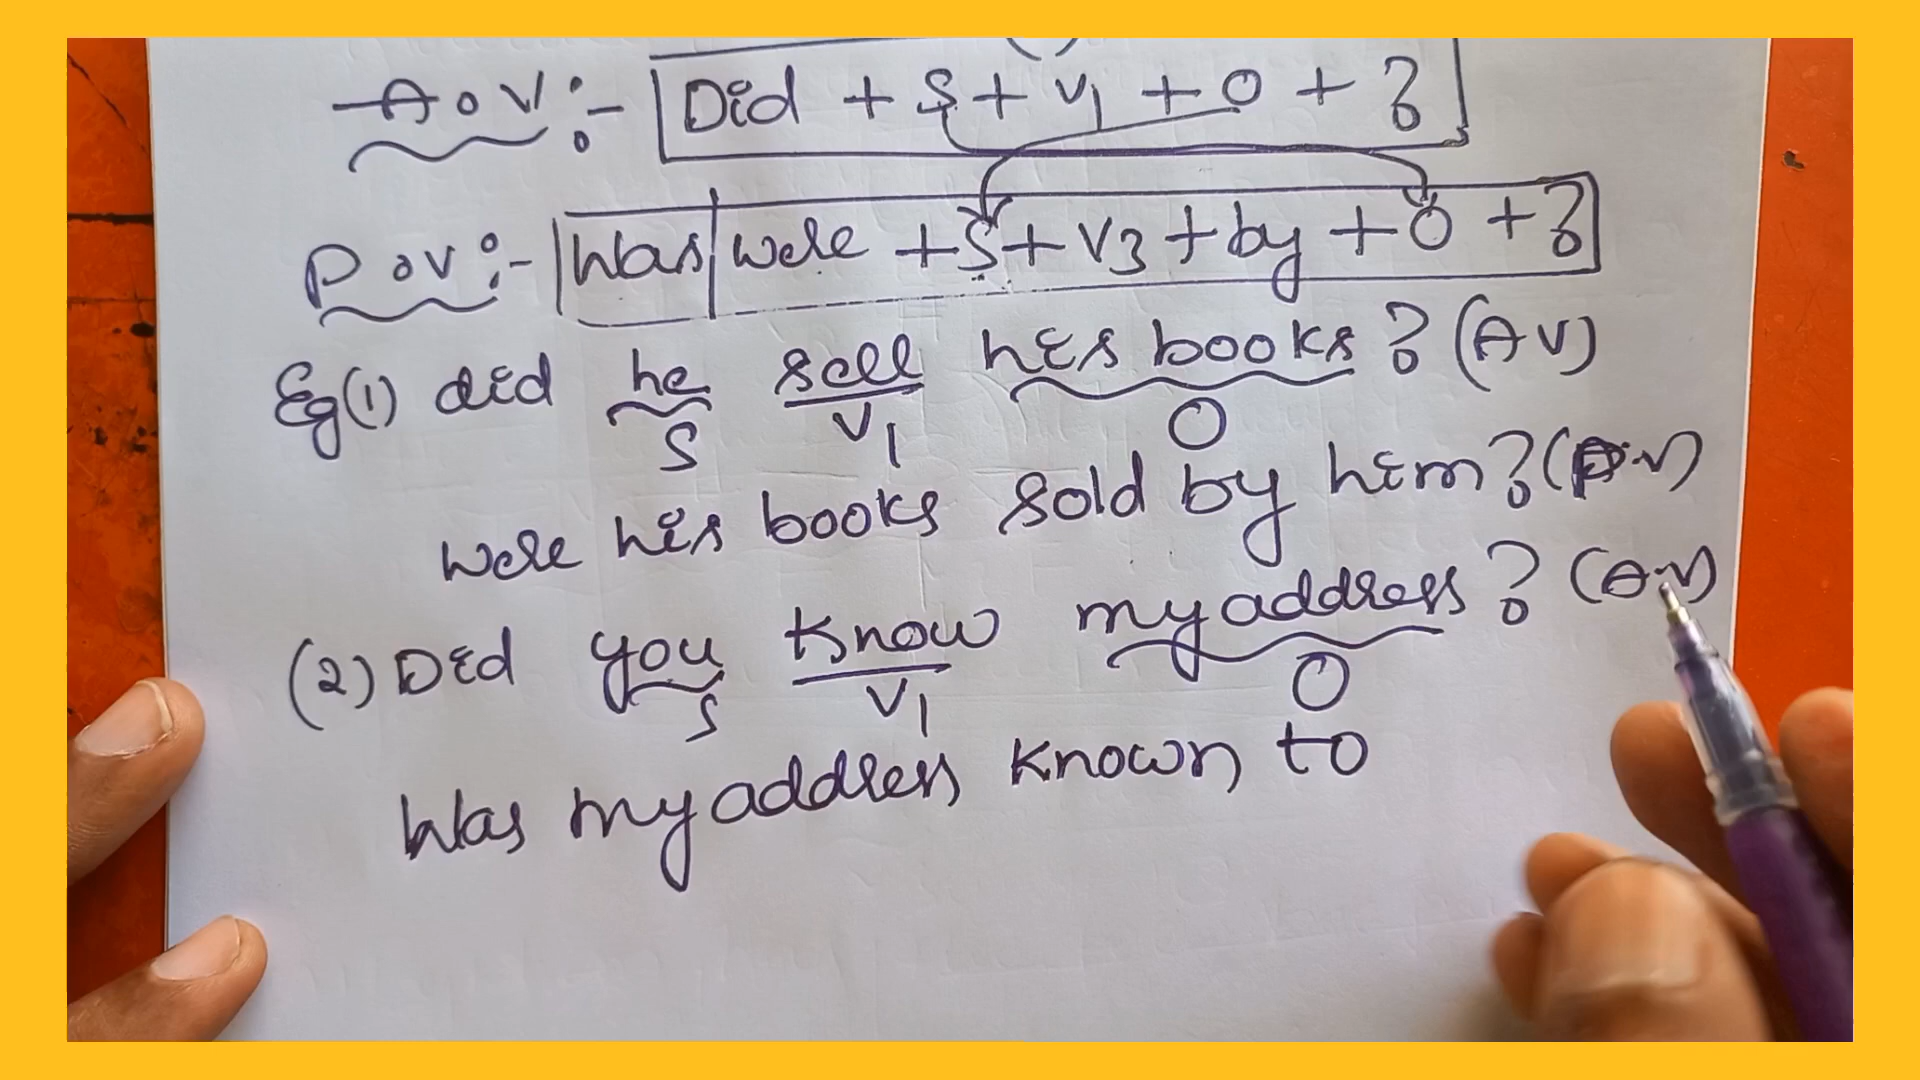 A.V:- Did + S + V1 + O + ?
P.V:- Was/were + S + V3 + by + O + ?
Eg(1) did he sell his books? (AV)
S V1 O
were his books sold by him? (P.V)
(2) Did you know my address? (A.V)
S V1 O
Was my address known to